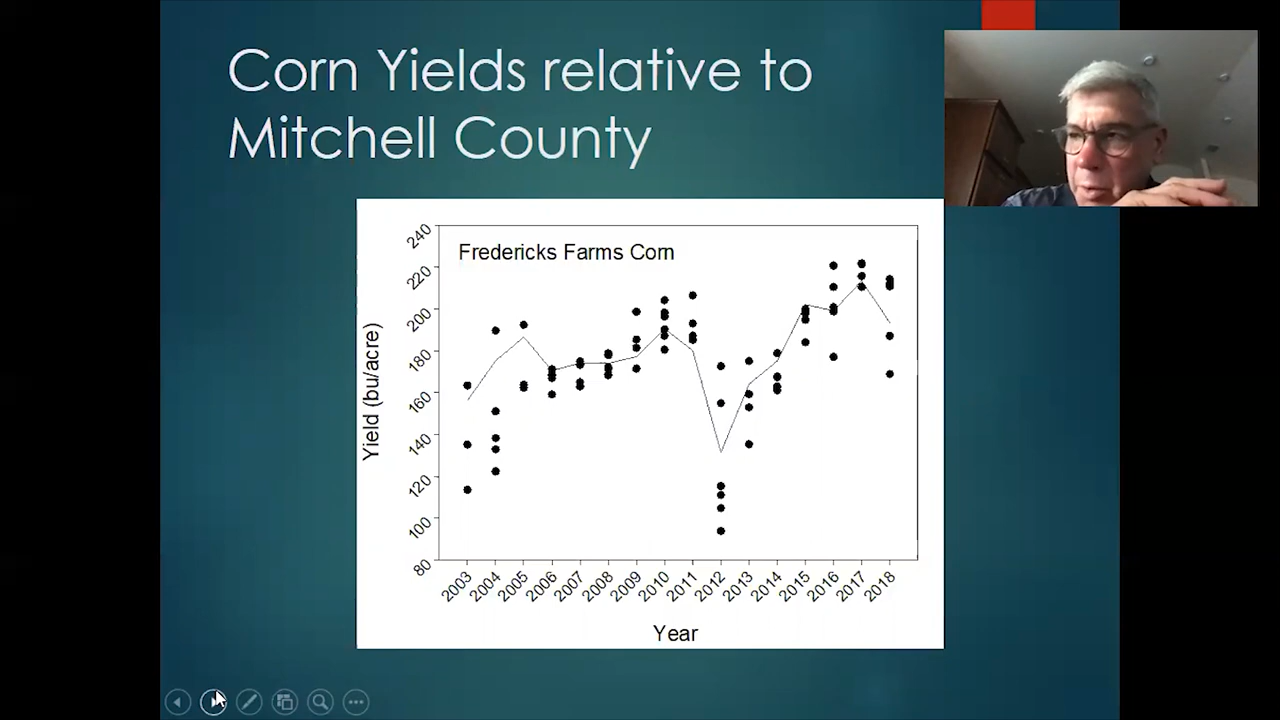 Corn Yields relative to
Mitchell County
Fredericks Farms Corn
Yield (bu/acre)
240
220
200
180
160
140
120
100
80
2003 2004 2005 2006 2007 2008 2009 2010 2011 2012 2013 2014 2015 2016 2017 2018
Year